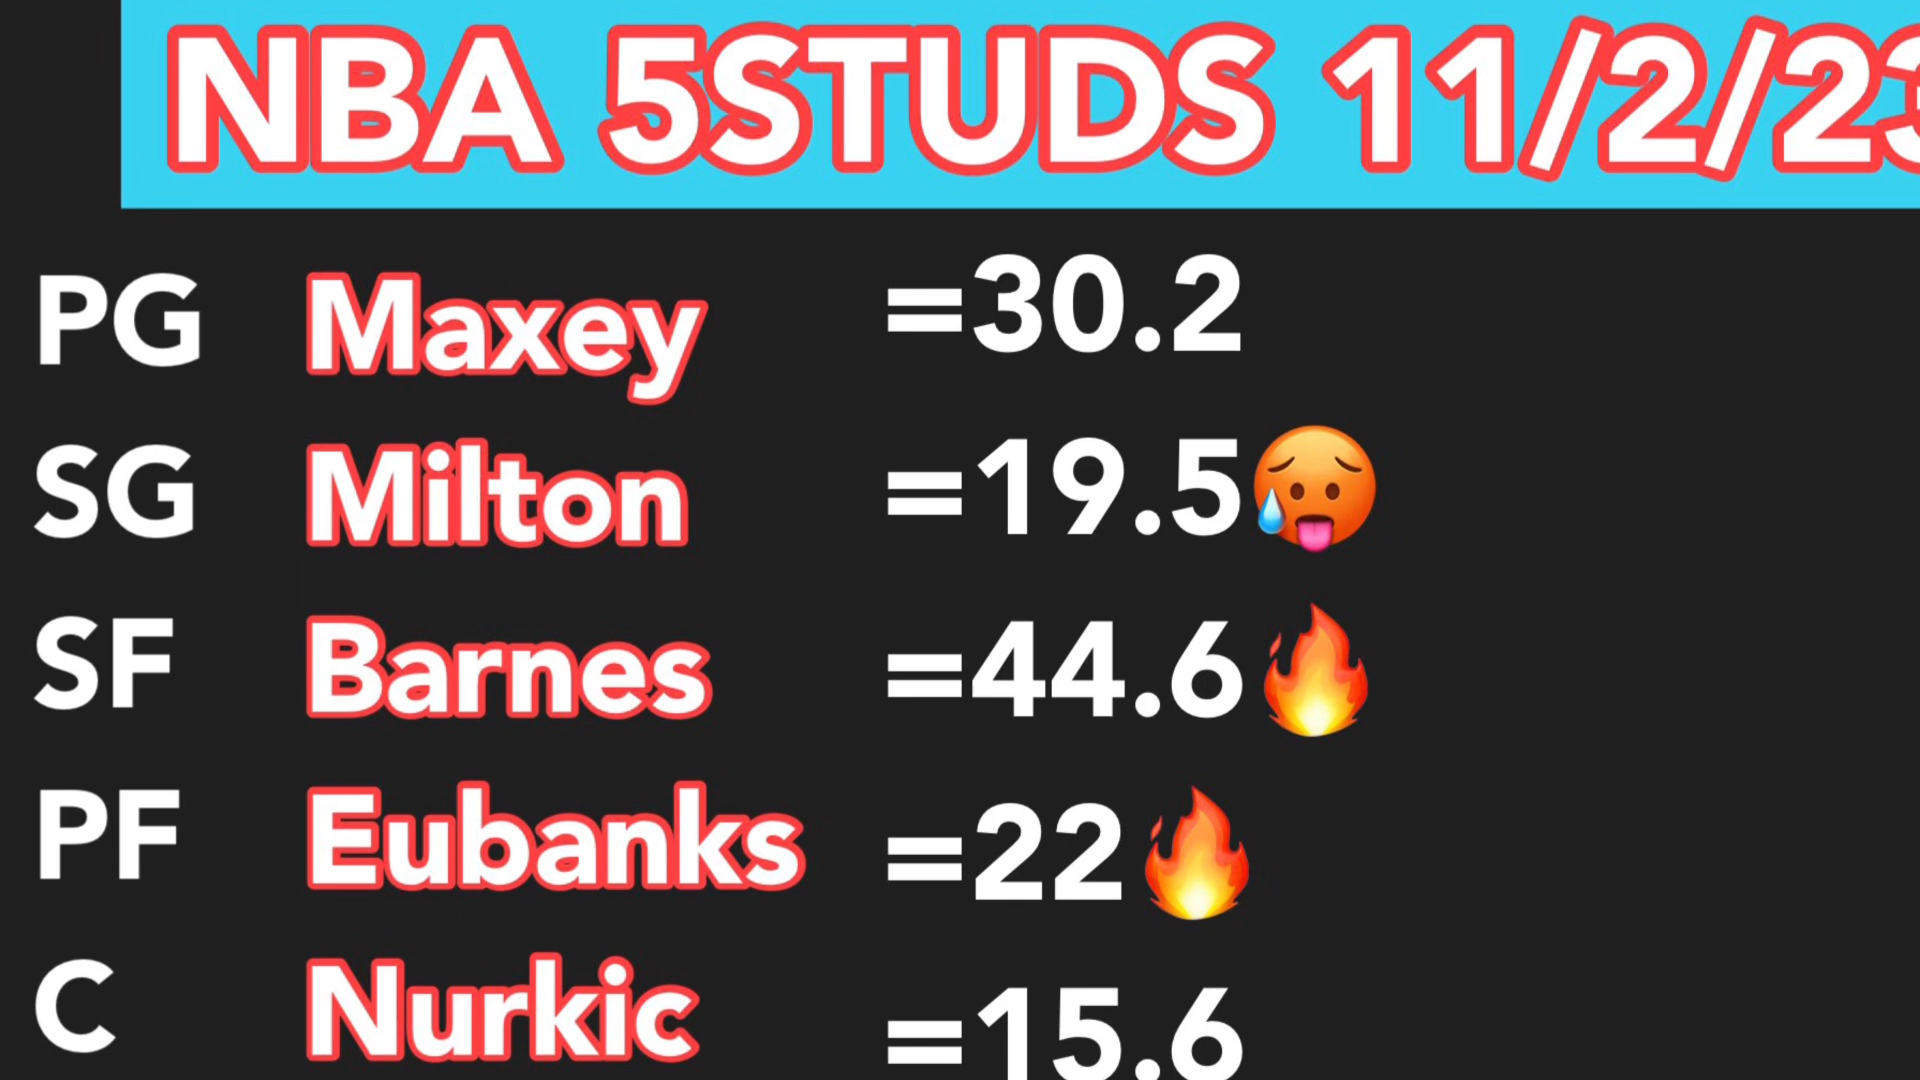 NBA 5STUDS 11/2/23
PG Maxey =30.2
SG Milton =19.5🥵
SF Barnes =44.6🔥
PF Eubanks =22🔥
C Nurkic =15.6